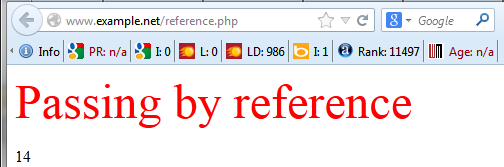 www.example.net/reference.php
Google
Info PR: n/a I: 0 L: 0 LD: 986 I: 1 Rank: 11497 Age: n/a
Passing by reference
14